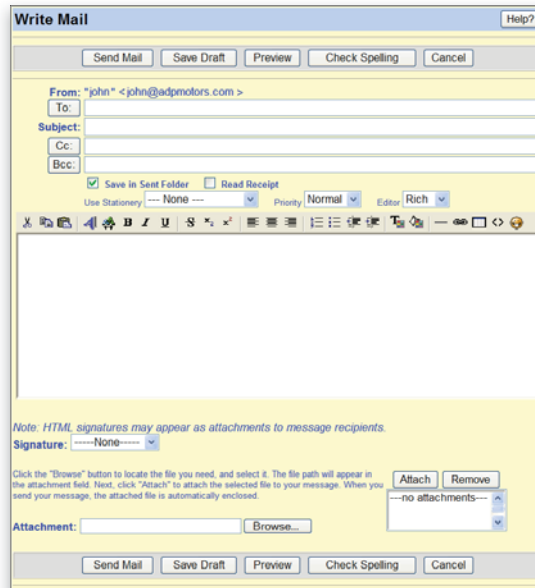 Write Mail Help?
Send Mail Save Draft Preview Check Spelling Cancel
From: "john" <john@adpmotors.com >
To:
Subject:
Cc:
Bcc:
Save in Sent Folder Read Receipt
Use Stationery --- None --- Priority Normal Editor Rich
B I U S x₂ x²
Note: HTML signatures may appear as attachments to message recipients.
Signature: -----None-----
Click the "Browse" button to locate the file you need, and select it. The file path will appear in
the attachment field. Next, click "Attach" to attach the selected file to your message. When you
send your message, the attached file is automatically enclosed.
Attach Remove
---no attachments---
Attachment: Browse...
Send Mail Save Draft Preview Check Spelling Cancel